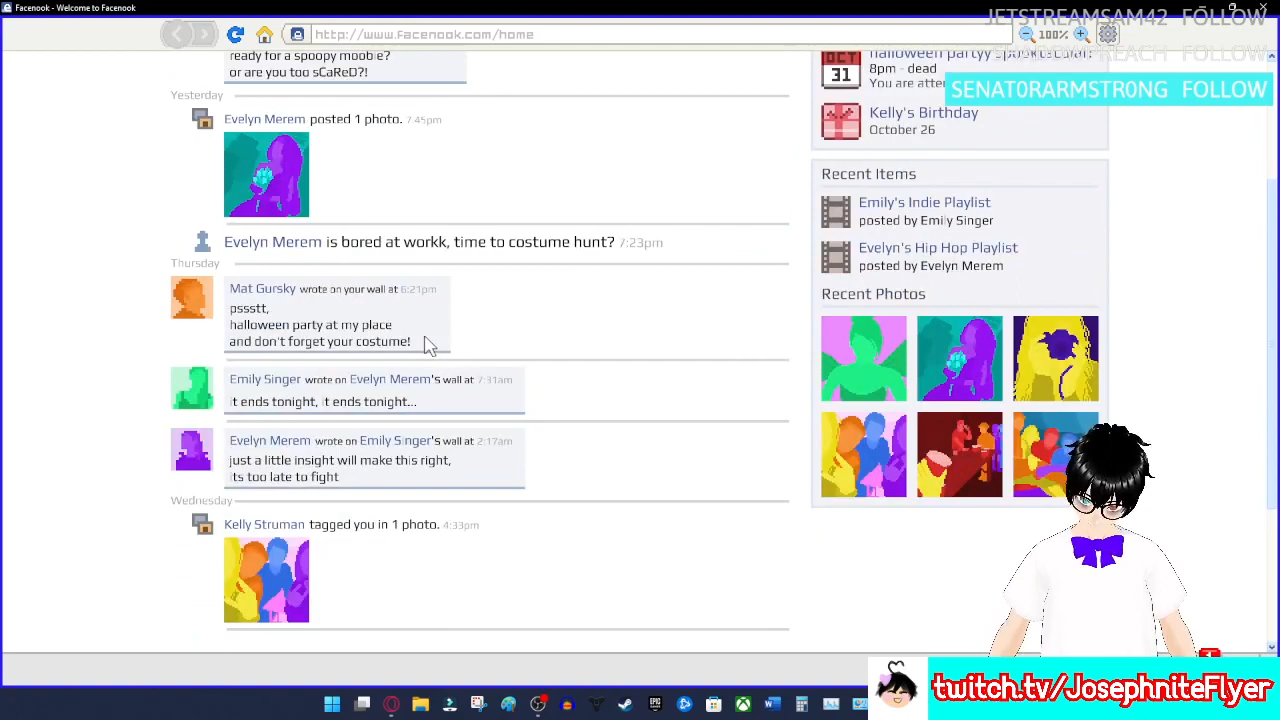 Facenook - Welcome to Facenook
JETSTREAMSAM42 FOLLOW
http://www.facenook.com/home
100%
FOLLOW
ready for a spoopy moobie?
or are you too sCaReD?!
halloween partyy spooktacular!
8pm - dead
You are atten
SENAT0RARMSTR0NG FOLLOW
Yesterday
Evelyn Merem posted 1 photo. 7:45pm
Kelly's Birthday
October 26
Recent Items
Emily's Indie Playlist
posted by Emily Singer
Evelyn's Hip Hop Playlist
posted by Evelyn Merem
Recent Photos
Evelyn Merem is bored at workk, time to costume hunt? 7:23pm
Thursday
Mat Gursky wrote on your wall at 6:21pm
pssstt,
halloween party at my place
and don't forget your costume!
Emily Singer wrote on Evelyn Merem's wall at 7:31am
it ends tonight, it ends tonight...
Evelyn Merem wrote on Emily Singer's wall at 2:17am
just a little insight will make this right,
its too late to fight
Wednesday
Kelly Struman tagged you in 1 photo. 4:33pm
twitch.tv/JosephniteFlyer